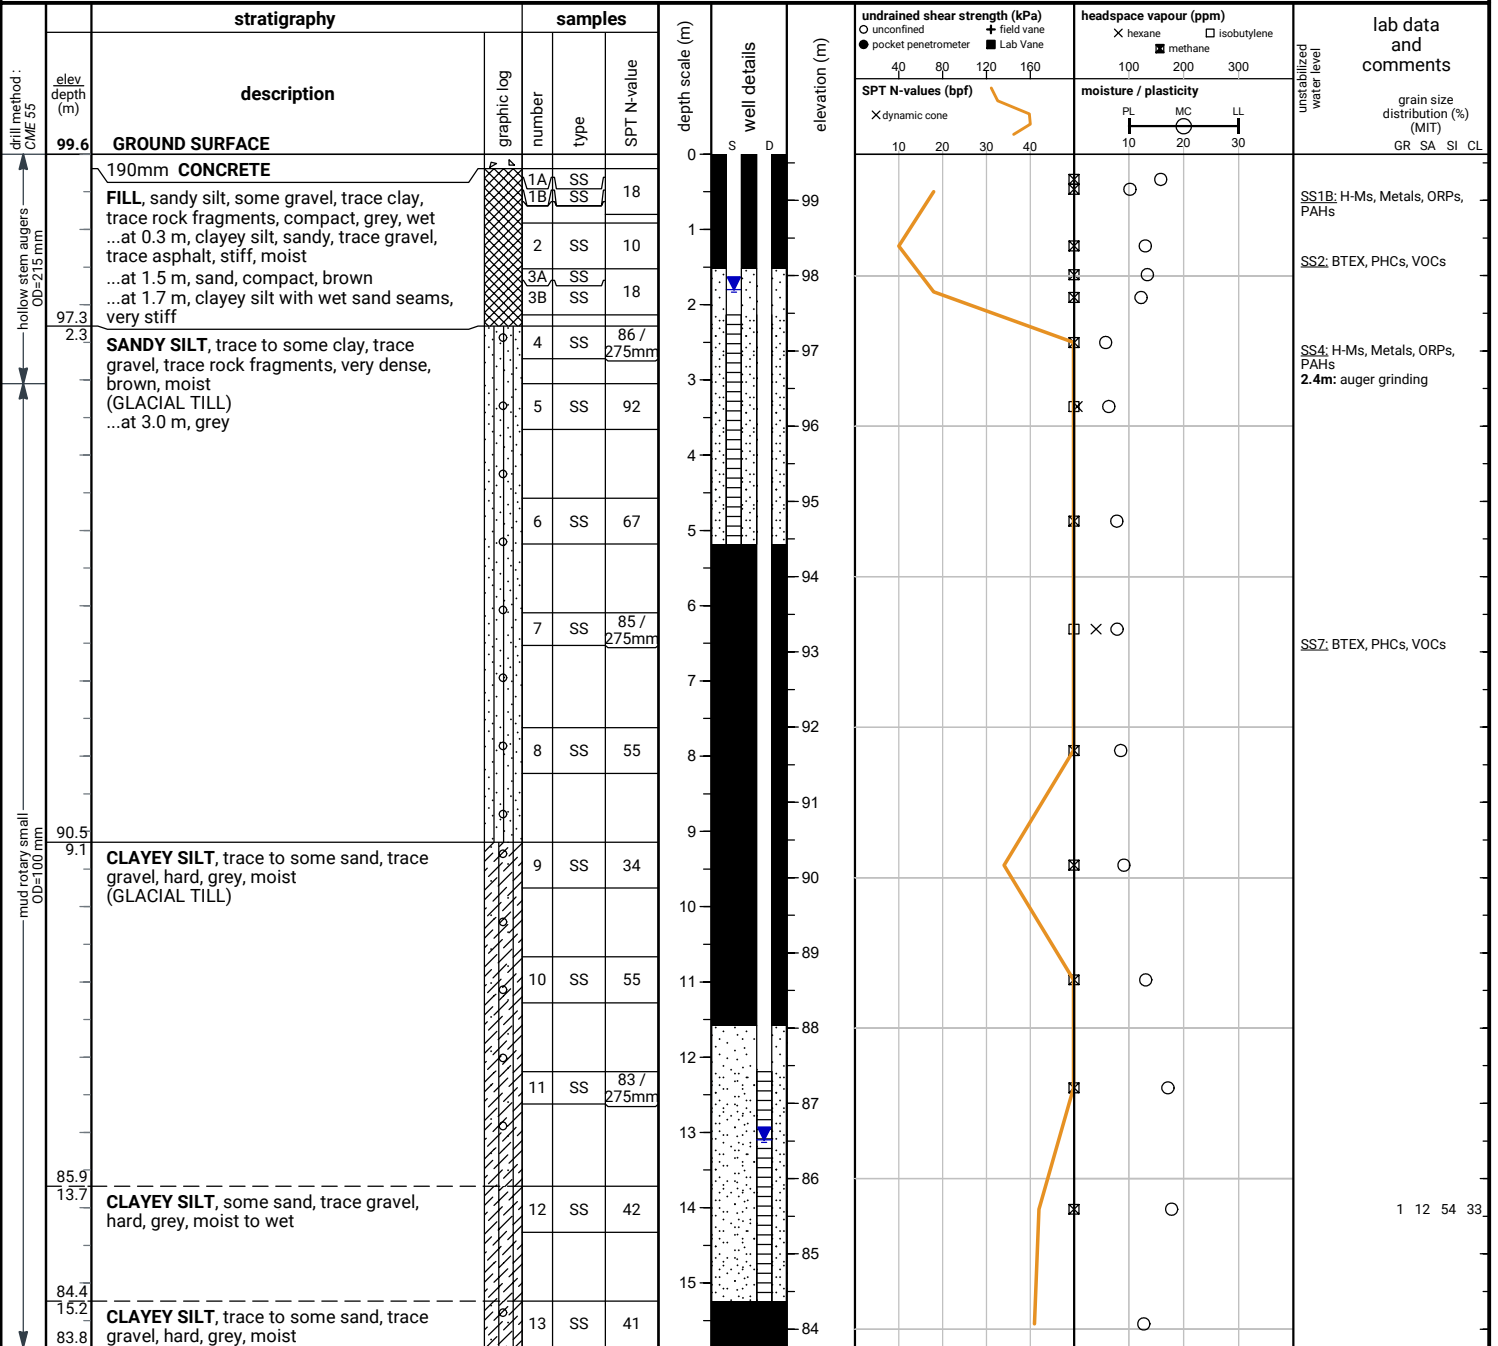 stratigraphy
samples
drill method :
CME 55
elev
depth
(m)
description
graphic log
number
type
SPT N-value
depth scale (m)
well details
S D
elevation (m)
undrained shear strength (kPa)
unconfined
field vane
pocket penetrometer
Lab Vane
40 80 120 160
SPT N-values (bpf)
dynamic cone
10 20 30 40
headspace vapour (ppm)
hexane
isobutylene
methane
100 200 300
moisture / plasticity
PL MC LL
10 20 30
unstabilized
water level
lab data
and
comments
grain size
distribution (%)
(MIT)
GR SA SI CL
99.6 GROUND SURFACE
hollow stem augers
OD=215 mm
mud rotary small
OD=100 mm
190mm CONCRETE
FILL, sandy silt, some gravel, trace clay,
trace rock fragments, compact, grey, wet
...at 0.3 m, clayey silt, sandy, trace gravel,
trace asphalt, stiff, moist
...at 1.5 m, sand, compact, brown
...at 1.7 m, clayey silt with wet sand seams,
very stiff
97.3
2.3
SANDY SILT, trace to some clay, trace
gravel, trace rock fragments, very dense,
brown, moist
(GLACIAL TILL)
...at 3.0 m, grey
90.5
9.1
CLAYEY SILT, trace to some sand, trace
gravel, hard, grey, moist
(GLACIAL TILL)
85.9
13.7
CLAYEY SILT, some sand, trace gravel,
hard, grey, moist to wet
84.4
15.2
CLAYEY SILT, trace to some sand, trace
gravel, hard, grey, moist
83.8
1A SS
18
1B SS
2 SS 10
3A SS
18
3B SS
4 SS 86 /
275mm
5 SS 92
6 SS 67
7 SS 85 /
275mm
8 SS 55
9 SS 34
10 SS 55
11 SS 83 /
275mm
12 SS 42
13 SS 41
0
1
2
3
4
5
6
7
8
9
10
11
12
13
14
15
99
98
97
96
95
94
93
92
91
90
89
88
87
86
85
84
SS1B: H-Ms, Metals, ORPs,
PAHs
SS2: BTEX, PHCs, VOCs
SS4: H-Ms, Metals, ORPs,
PAHs
2.4m: auger grinding
SS7: BTEX, PHCs, VOCs
1 12 54 33